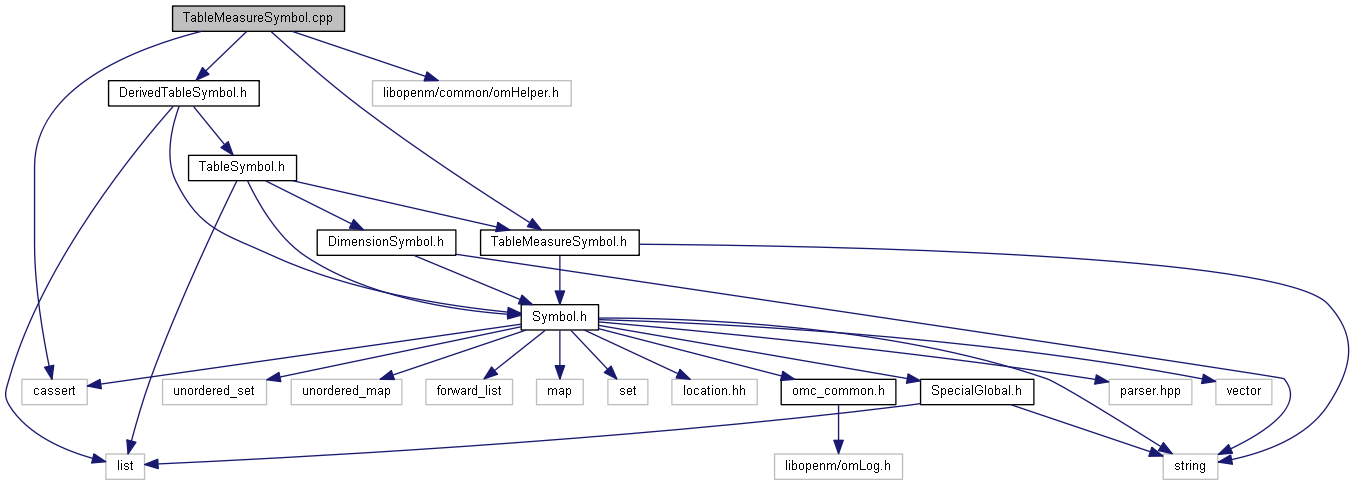 TableMeasureSymbol.cpp
DerivedTableSymbol.h
libopenm/common/omHelper.h
TableSymbol.h
DimensionSymbol.h
TableMeasureSymbol.h
Symbol.h
cassert
unordered_set
unordered_map
forward_list
map
set
location.hh
omc_common.h
SpecialGlobal.h
parser.hpp
vector
list
libopenm/omLog.h
string